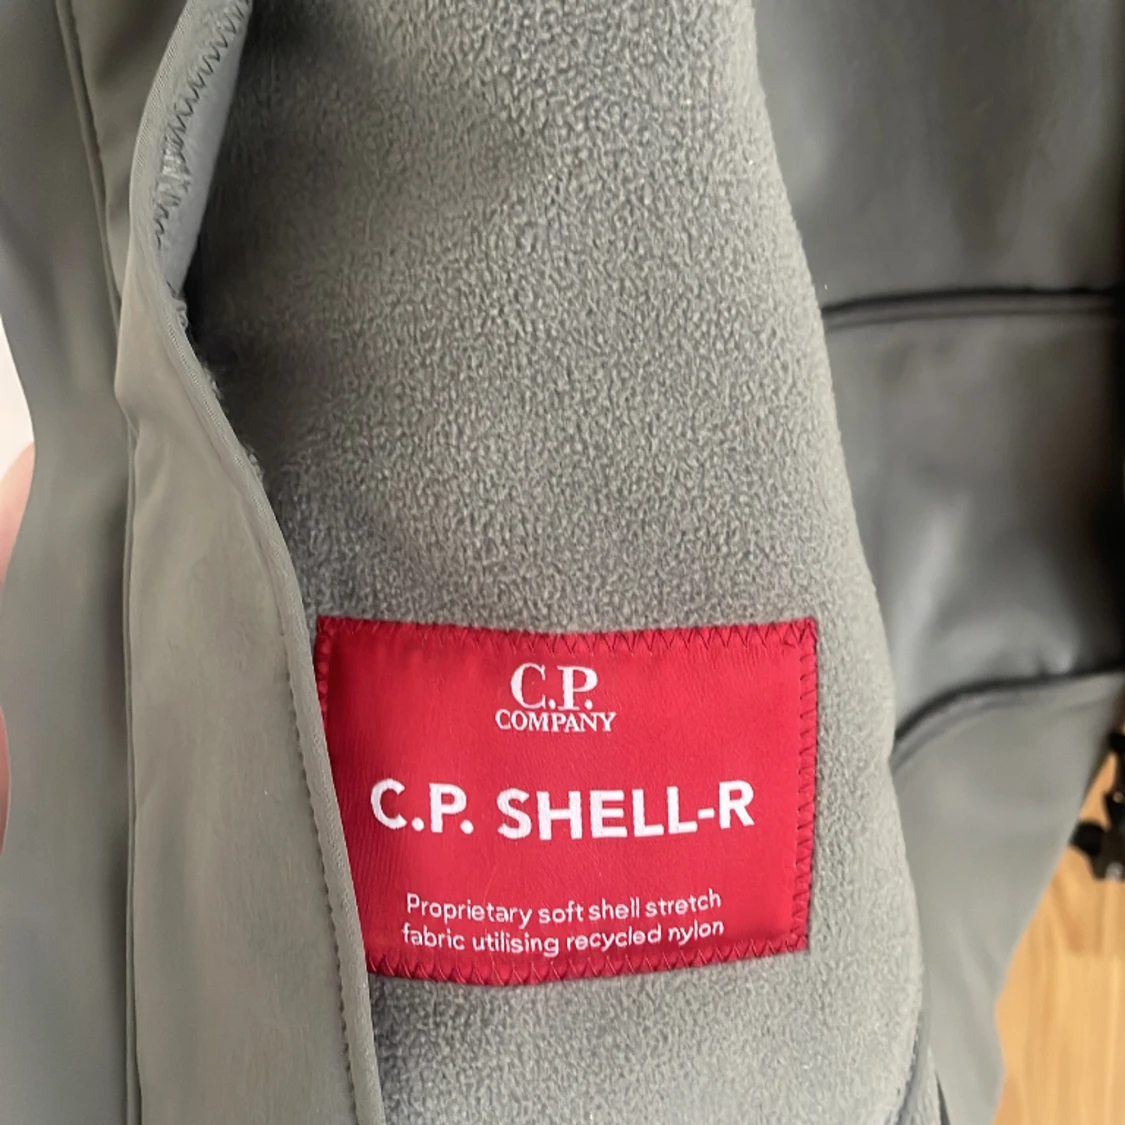 C.P.
COMPANY
C.P. SHELL-R
Proprietary soft shell stretch
fabric utilising recycled nylon